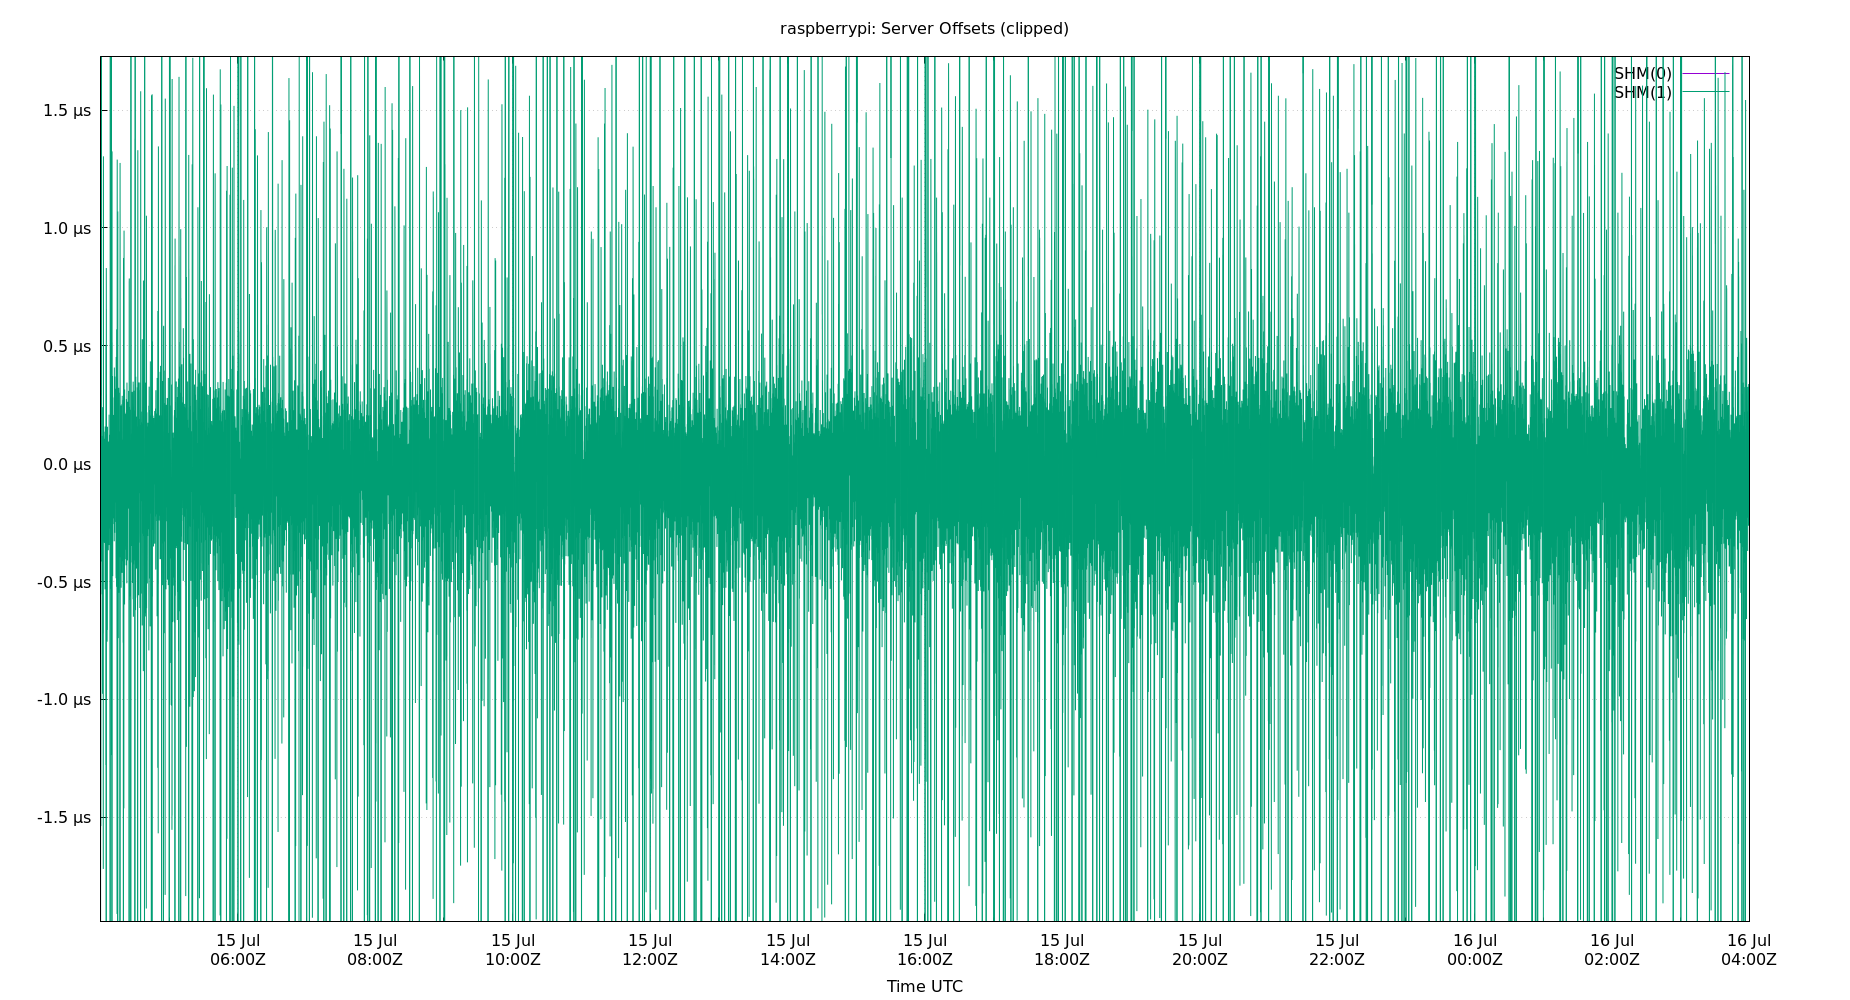 raspberrypi: Server Offsets (clipped)
SHM(0)
SHM(1)
1.5 µs
1.0 µs
0.5 µs
0.0 µs
-0.5 µs
-1.0 µs
-1.5 µs
15 Jul 15 Jul 15 Jul 15 Jul 15 Jul 15 Jul 15 Jul 15 Jul 15 Jul 16 Jul 16 Jul 16 Jul
06:00Z 08:00Z 10:00Z 12:00Z 14:00Z 16:00Z 18:00Z 20:00Z 22:00Z 00:00Z 02:00Z 04:00Z
Time UTC